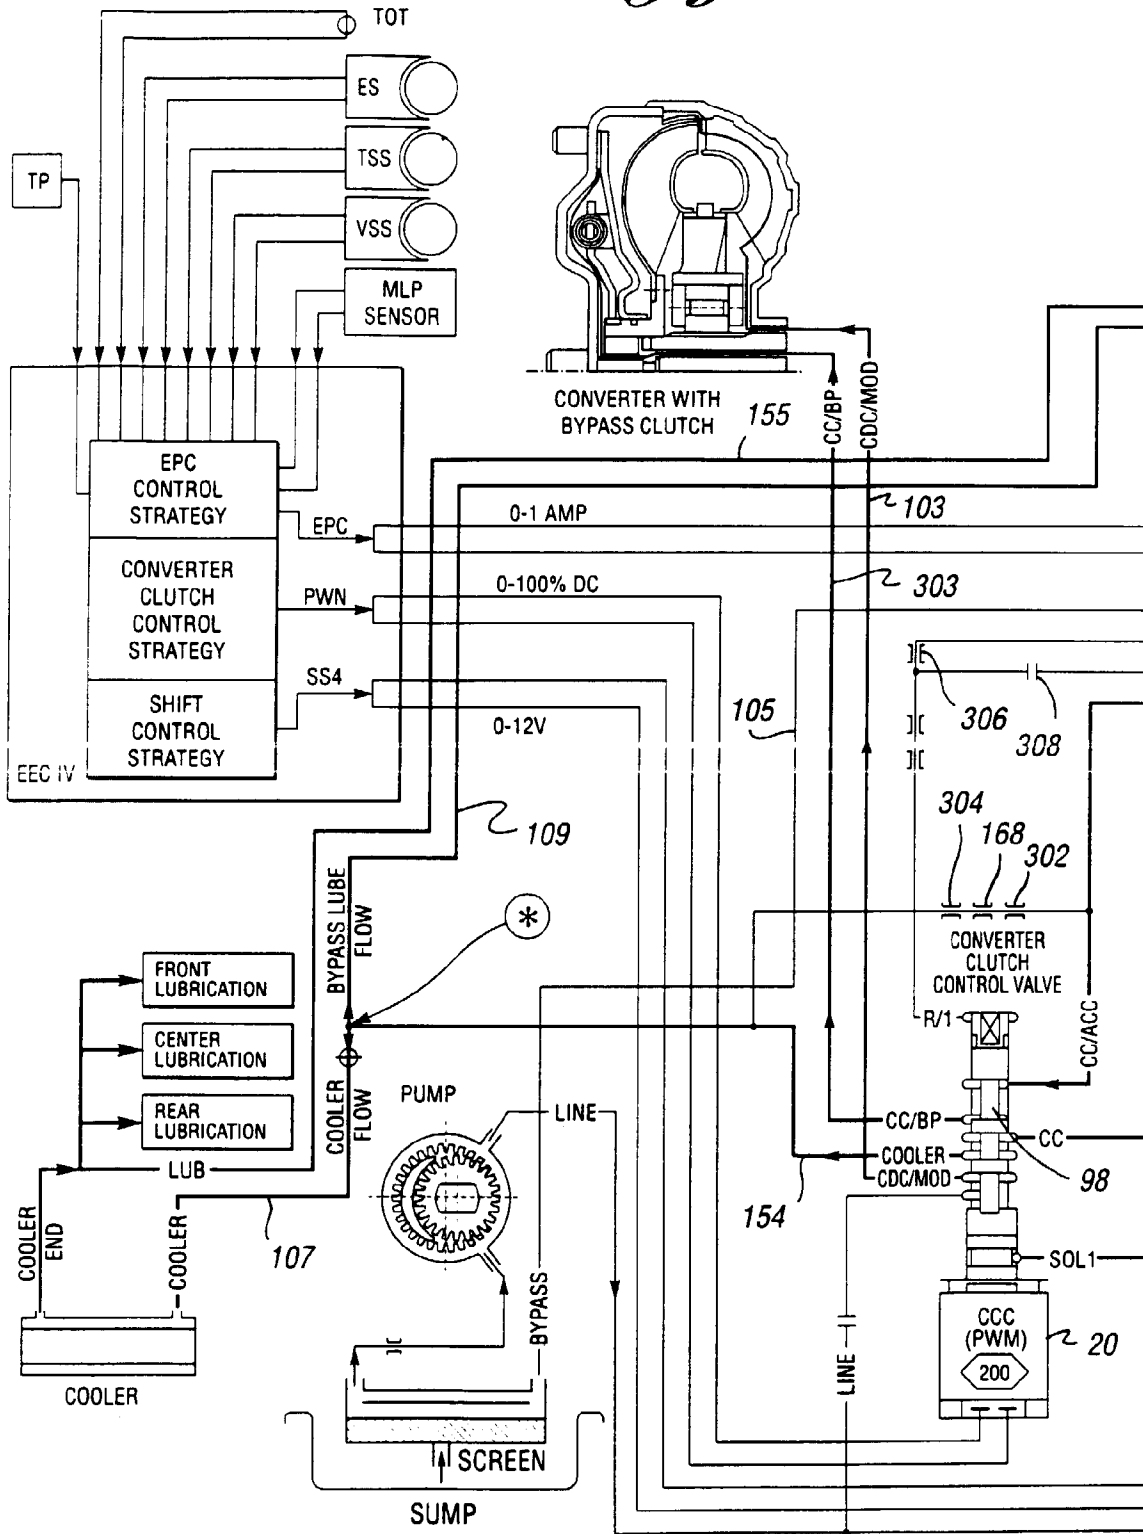 TOT
ES
TSS
TP
VSS
MLP
SENSOR
CONVERTER WITH
BYPASS CLUTCH
CC/BP
CDC/MOD
155
103
303
EPC
CONTROL
STRATEGY
EPC
0-1 AMP
CONVERTER
CLUTCH
CONTROL
STRATEGY
PWN
0-100% DC
SS4
SHIFT
CONTROL
STRATEGY
0-12V
EEC IV
105
306
308
109
304
168
302
BYPASS LUBE
FLOW
*
CONVERTER
CLUTCH
CONTROL VALVE
FRONT
LUBRICATION
CENTER
LUBRICATION
REAR
LUBRICATION
R/1
CC/ACC
COOLER
FLOW
PUMP
LINE
CC/BP
CC
COOLER
CDC/MOD
98
LUB
154
107
COOLER
END
COOLER
SOL1
BYPASS
CCC
(PWM)
200
20
LINE
COOLER
SCREEN
SUMP